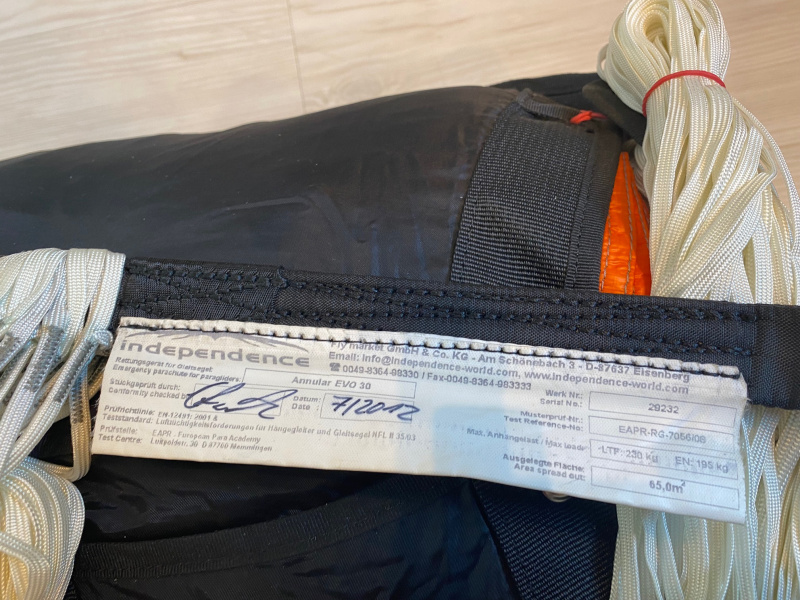 independence
Fly market GmbH & Co. KG - Am Schönebach 3 - D-87637 Eisenberg
Email: info@independence-world.com www.independence-world.com
☎ 0049-8364-98330 / Fax-0049-8364-983333
Rettungsgerät für Gleitsegel:
Emergency parachute for paragliders:
Annular EVO 30
Stückgeprüft durch:
Conformity checked by
Datum:
Date
7/2012
Werk Nr.:
Serial No.:
29232
Prüfrichtlinie: EN-12491: 2001 &
Teststandard: Lufttüchtigkeitsforderungen für Hängegleiter und Gleitsegel NFL II 35/03
Musterprüf-Nr.:
Test Reference No.:
EAPR-RG-7056/08
Prüfstelle: EAPR - European Para Academy
Test Centre: D 87700 Memmingen
Max. Anhängelast / Max load:
LTF: 230 kg EN: 195 kg
Ausgelegte Fläche:
Area spread out:
65,0m²